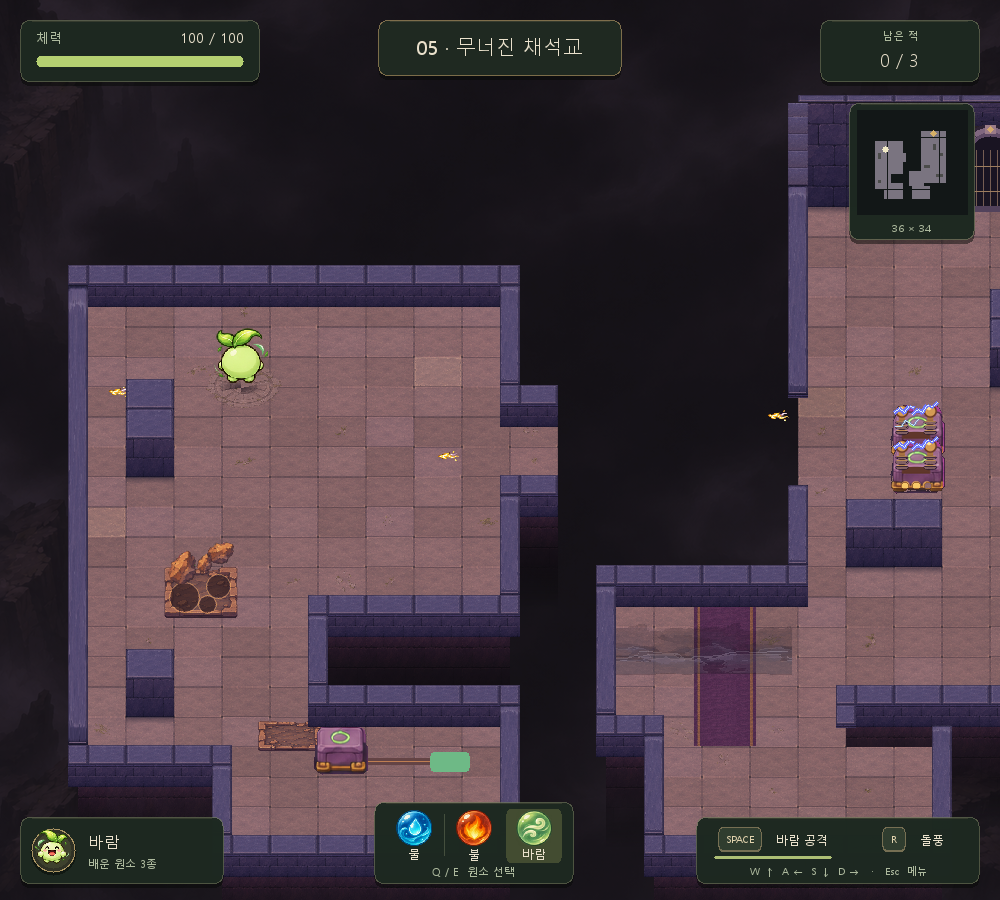 체력 100 / 100
05 · 무너진 채석교
남은 적
0 / 3
36 × 34
바람
배운 원소 3종
물 불 바람
Q / E 원소 선택
SPACE 바람 공격 R 돌풍
W ↑ A ← S ↓ D → · Esc 메뉴